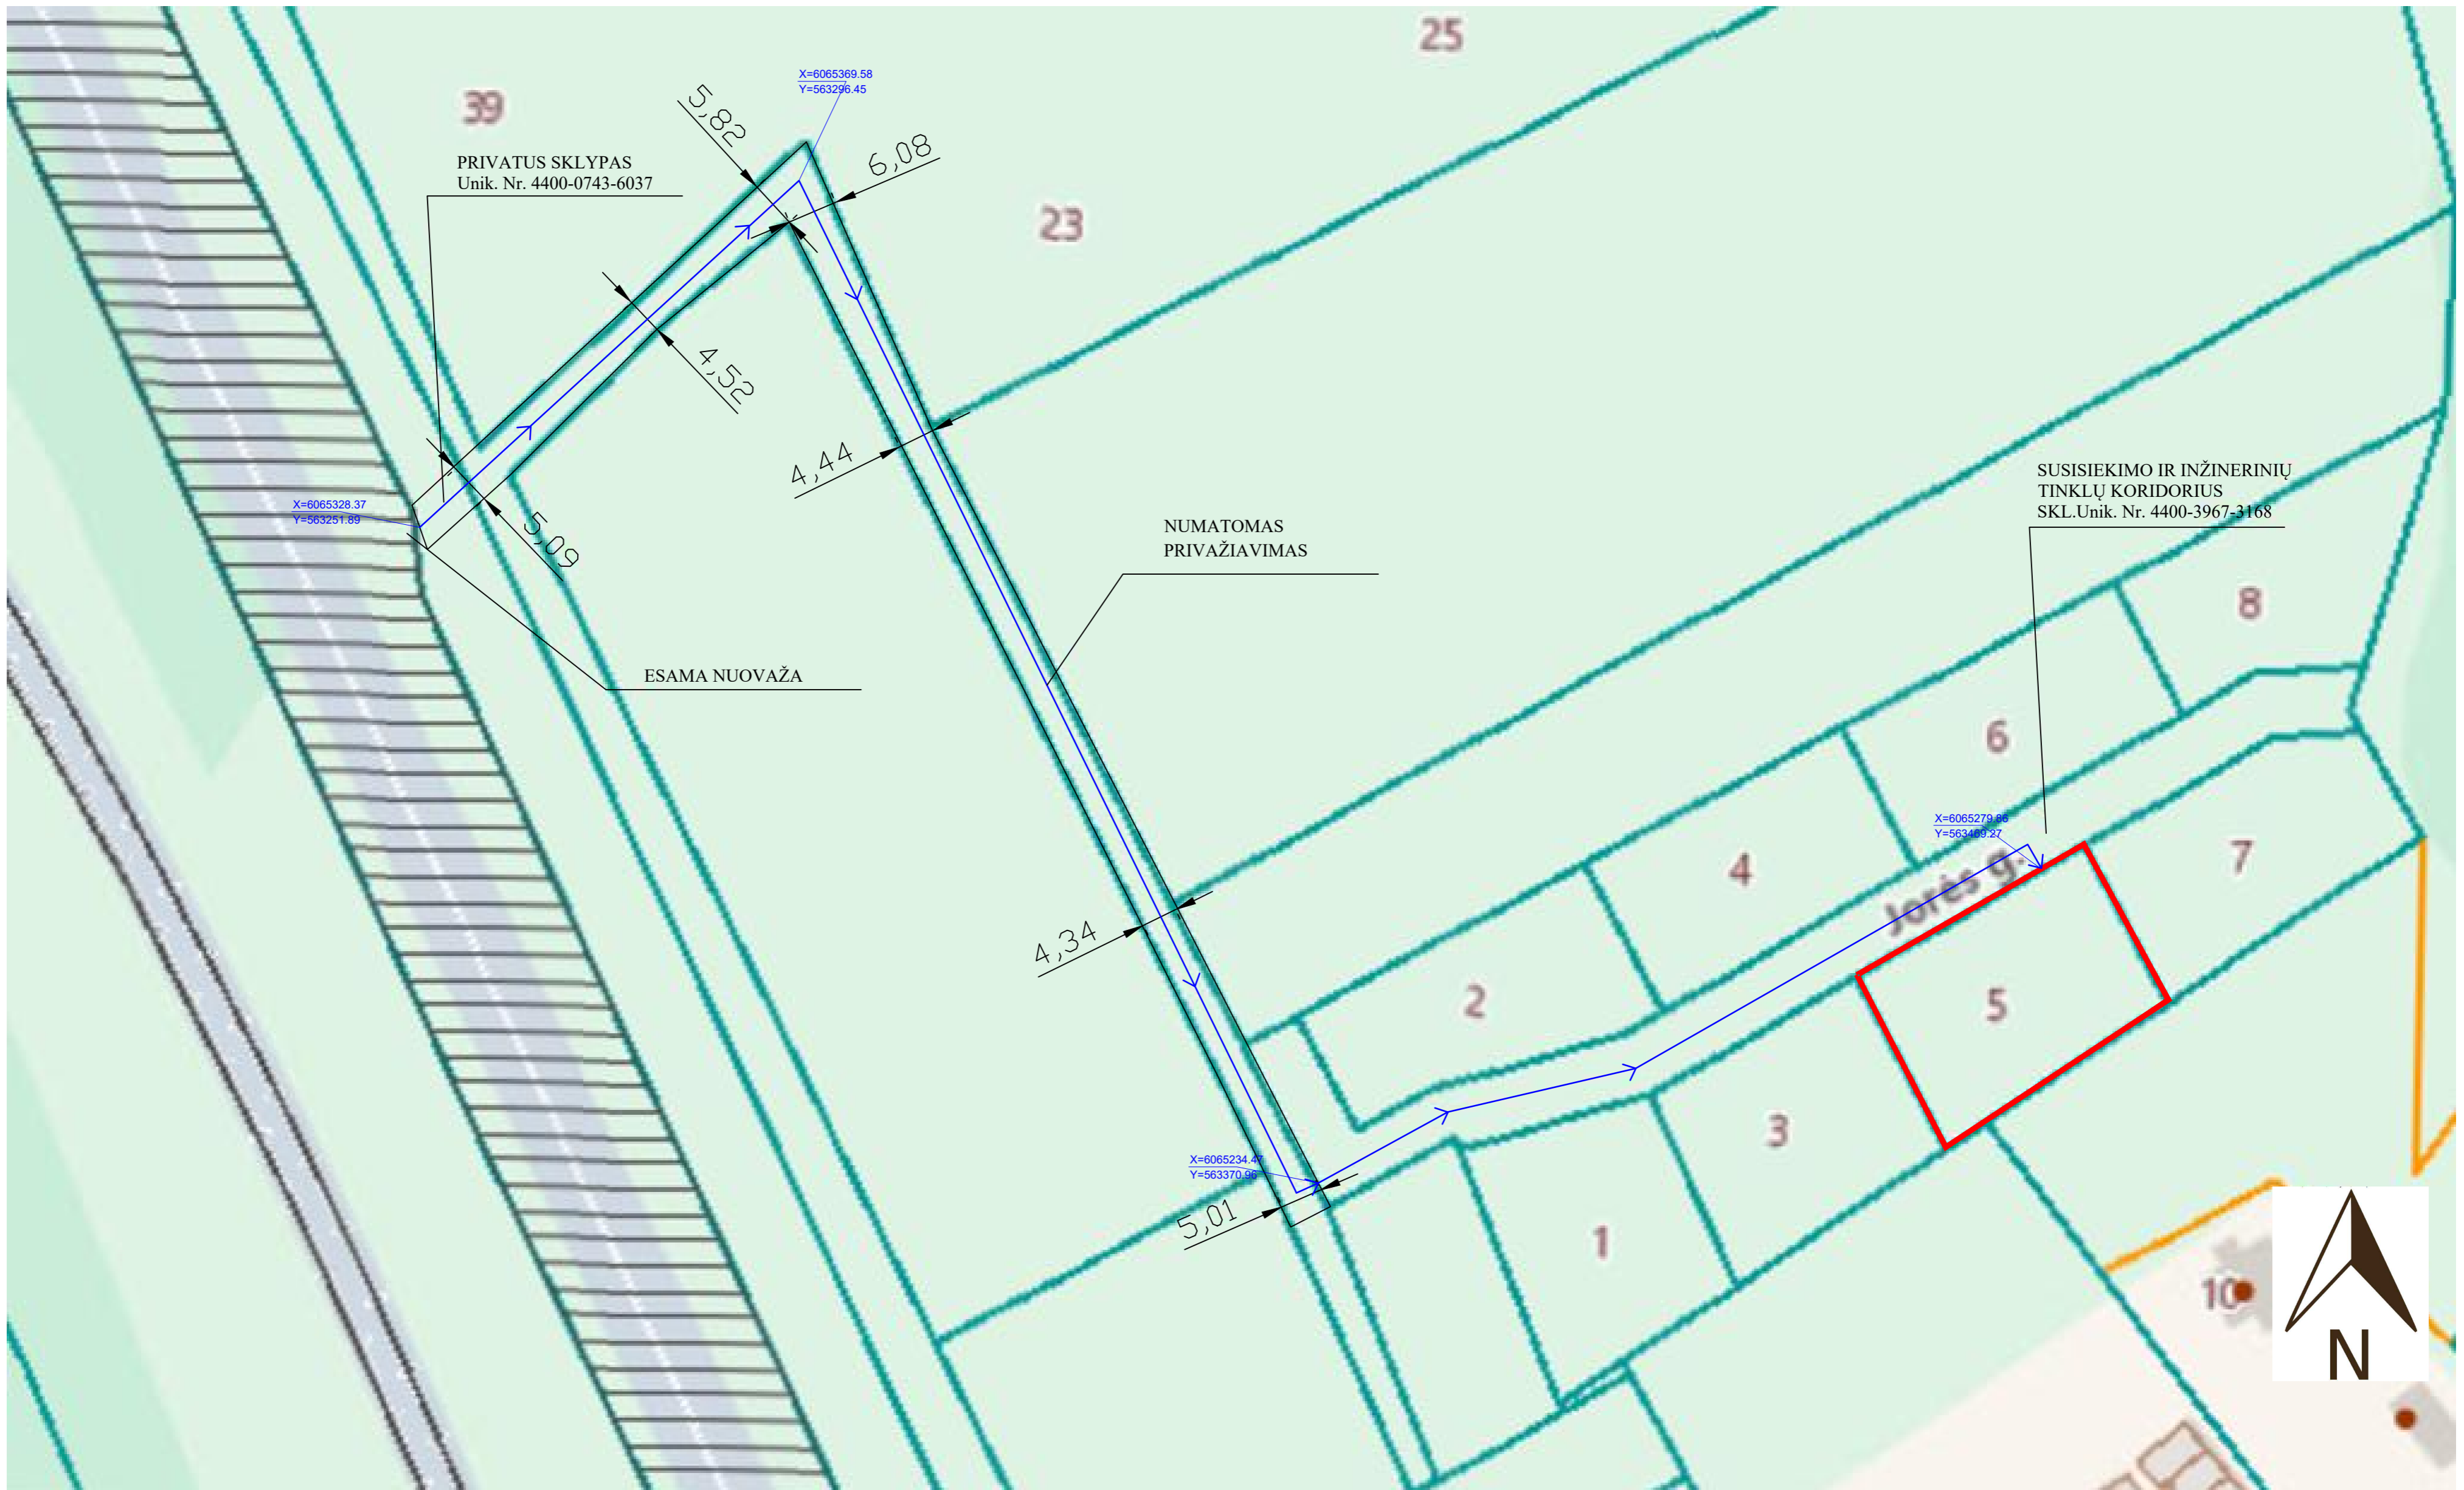 25
X=6065369.58
Y=563296.45
39
5,82
6,08
PRIVATUS SKLYPAS
Unik. Nr. 4400-0743-6037
23
4,52
4,44
SUSISIEKIMO IR INŽINERINIŲ
TINKLŲ KORIDORIUS
SKL.Unik. Nr. 4400-3967-3168
X=6065328.37
Y=563251.89
5,09
NUMATOMAS
PRIVAŽIAVIMAS
8
ESAMA NUOVAŽA
6
X=6065279.86
Y=563469.27
4
Jorės g.
7
4,34
2
5
3
X=6065234.47
Y=563370.96
5,01
1
10
N